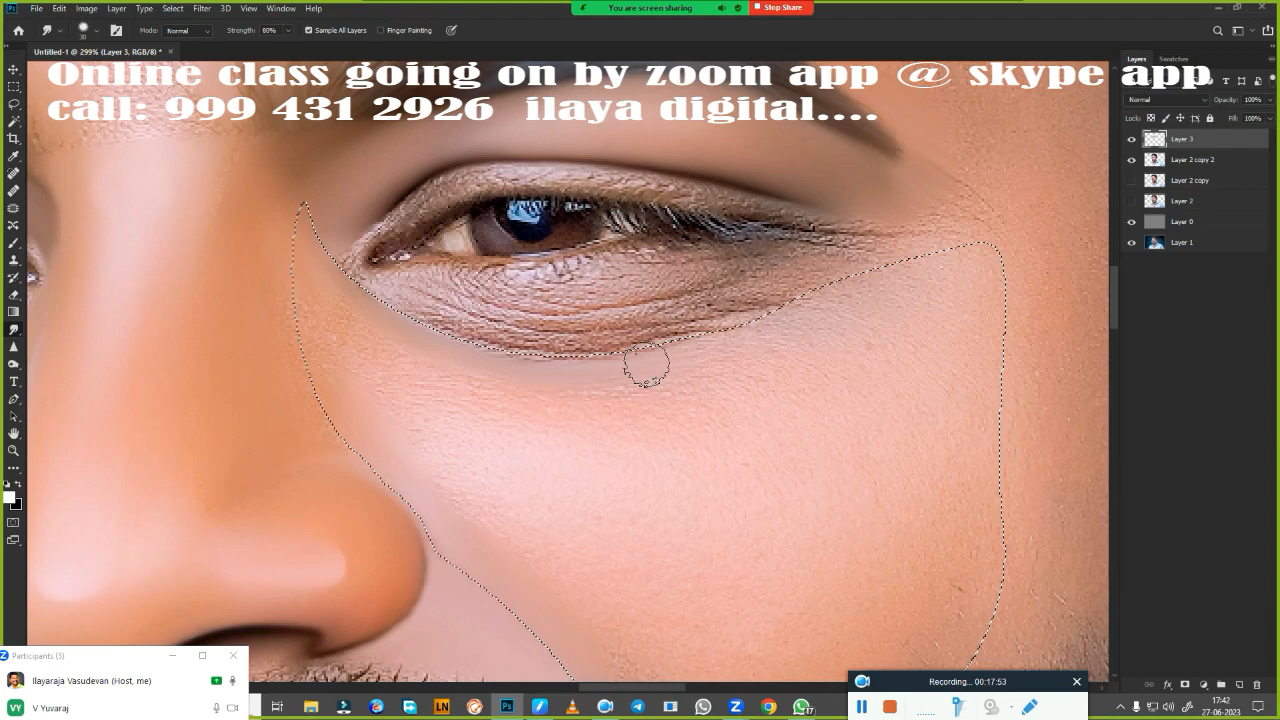 File Edit Image Layer Type Select Filter 3D View Window Help
You are screen sharing Stop Share
Mode: Normal Strength: 80% Sample All Layers Finger Painting
30
Untitled-1 @ 299% (Layer 3, RGB/8) *
Online class going on by zoom app @ skype app
call: 999 431 2926 ilaya digital....
Layers Swatches
Normal Opacity: 100%
Lock: Fill: 100%
Layer 3
Layer 2 copy 2
Layer 2 copy
Layer 2
Layer 0
Layer 1
Participants (3)
Ilayaraja Vasudevan (Host, me)
VY V Yuvaraj
Recording... 00:17:53
17:42
27-06-2023